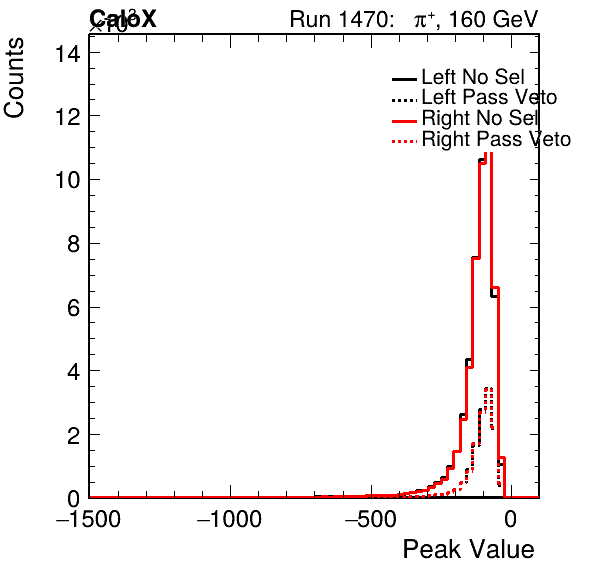 CaloX
×10³
Run 1470: π⁺, 160 GeV
Counts
14
12
10
8
6
4
2
0
Left No Sel
Left Pass Veto
Right No Sel
Right Pass Veto
−1500 −1000 −500 0
Peak Value